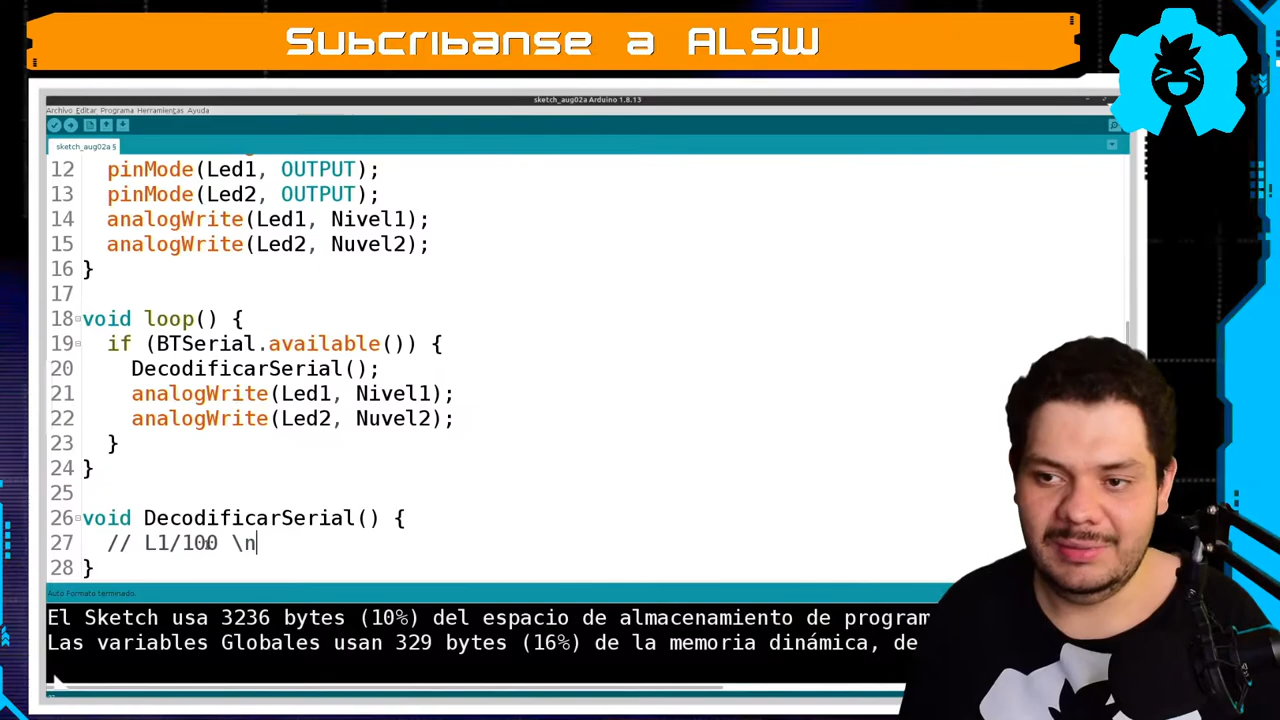 Subcribanse a ALSW
sketch_aug02a Arduino 1.8.13
Archivo Editar Programa Herramientas Ayuda
sketch_aug02a §
12 pinMode(Led1, OUTPUT);
13 pinMode(Led2, OUTPUT);
14 analogWrite(Led1, Nivel1);
15 analogWrite(Led2, Nuvel2);
16 }
17
18 void loop() {
19 if (BTSerial.available()) {
20 DecodificarSerial();
21 analogWrite(Led1, Nivel1);
22 analogWrite(Led2, Nuvel2);
23 }
24 }
25
26 void DecodificarSerial() {
27 // L1/100 \n
28 }
Auto Formato terminado.
El Sketch usa 3236 bytes (10%) del espacio de almacenamiento de program
Las variables Globales usan 329 bytes (16%) de la memoria dinámica, de